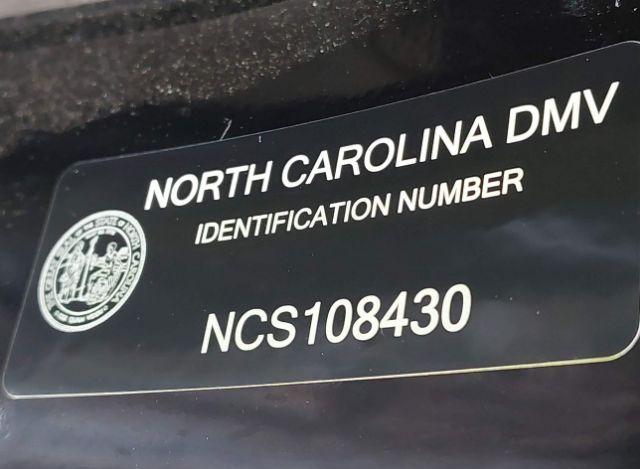 NORTH CAROLINA DMV
IDENTIFICATION NUMBER
NCS108430